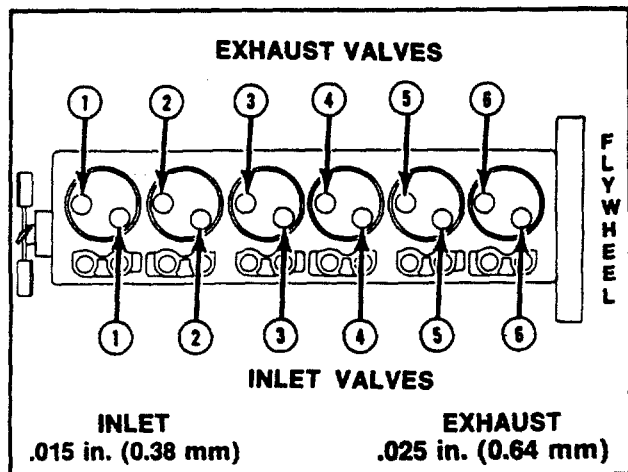 EXHAUST VALVES
1 2 3 4 5 6
FLYWHEEL
1 2 3 4 5 6
INLET VALVES
INLET
.015 in. (0.38 mm)
EXHAUST
.025 in. (0.64 mm)